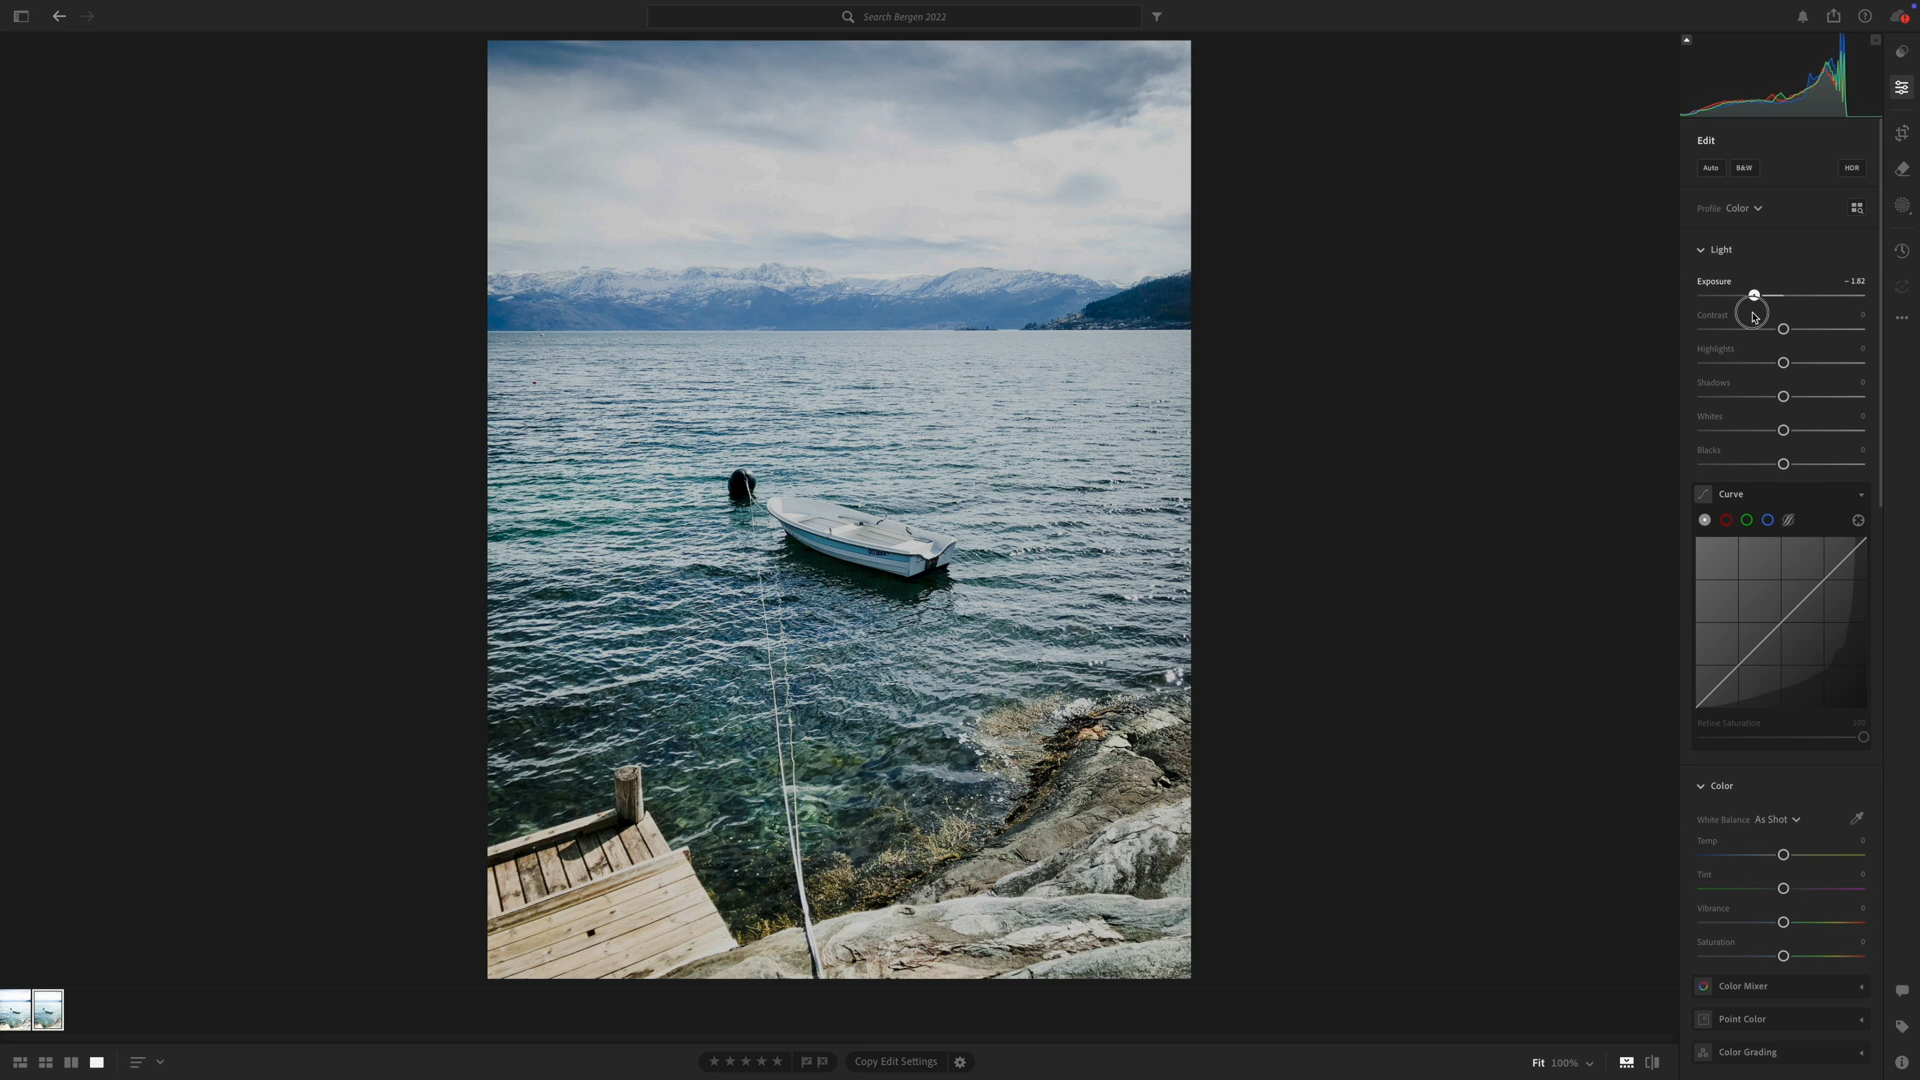 Search Bergen 2022
Edit
Auto
B&W
HDR
Profile Color
Light
Exposure
− 1.82
Contrast
0
Highlights
0
Shadows
0
Whites
0
Blacks
0
Curve
Refine Saturation
100
Color
White Balance As Shot
Temp
0
Tint
0
Vibrance
0
Saturation
0
Color Mixer
Point Color
Color Grading
Copy Edit Settings
Fit 100%